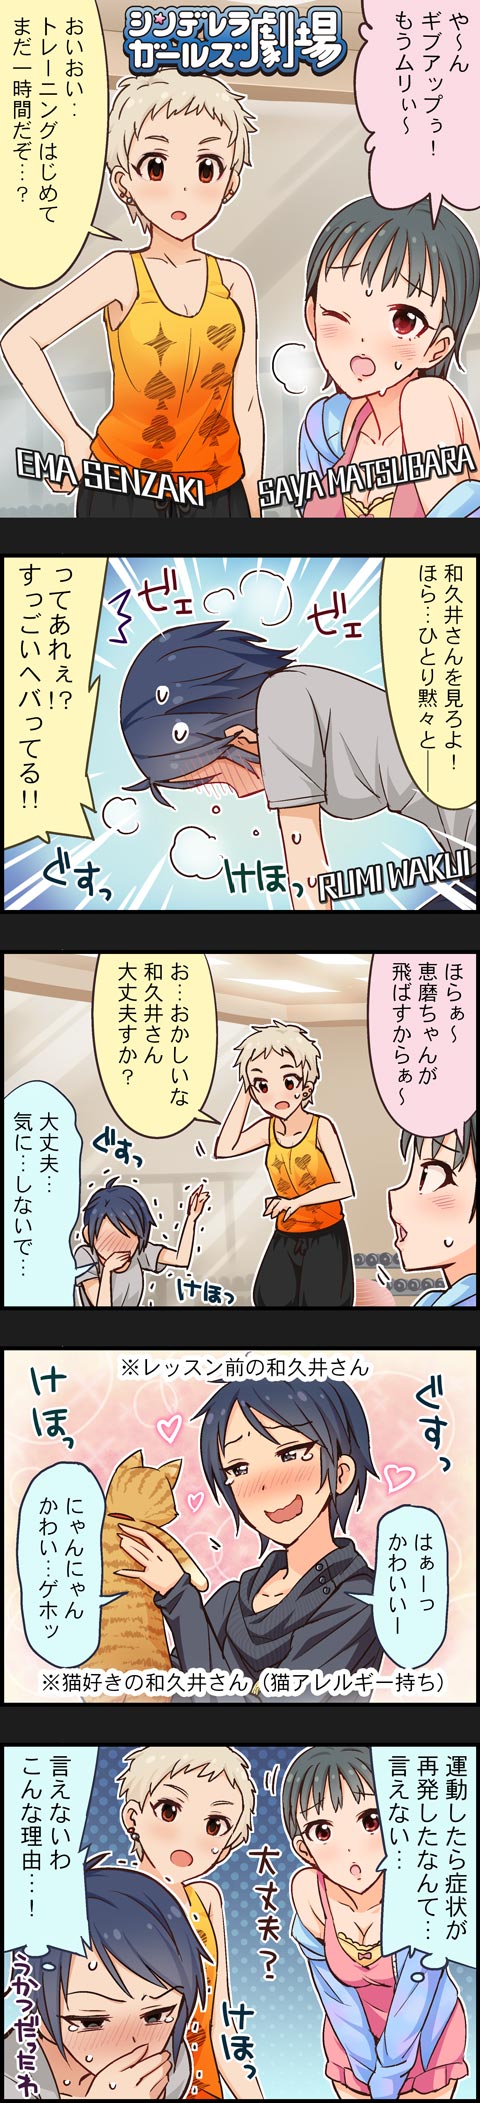 シンデレラ
ガールズ劇場
や～ん
ギブアップぅ！
もうムリぃ～
おいおい‥
トレーニングはじめて
まだ一時間だぞ…？
EMA SENZAKI
SAYA MATSUBARA
和久井さんを見ろよ！
ほら…ひとり黙々と──
ゼェ
ゼェ
ってあれぇ!?
すっごいヘバってる!!
けほっ
ぐすっ
RUMI WAKUI
ほらぁ～
恵磨ちゃんが
飛ばすからぁ～
お…おかしいな
和久井さん
大丈夫すか？
ぐすっ
大丈夫…
気に…しないで…
けほっ
※レッスン前の和久井さん
ぐすっ
けほっ
はぁーっ
かわいいー
にゃんにゃん
かわい…ゲホッ
※猫好きの和久井さん（猫アレルギー持ち）
運動したら症状が
再発したなんて…
言えない…
大丈夫？
言えないわ
こんな理由…！
けほっ
うかつだったわ